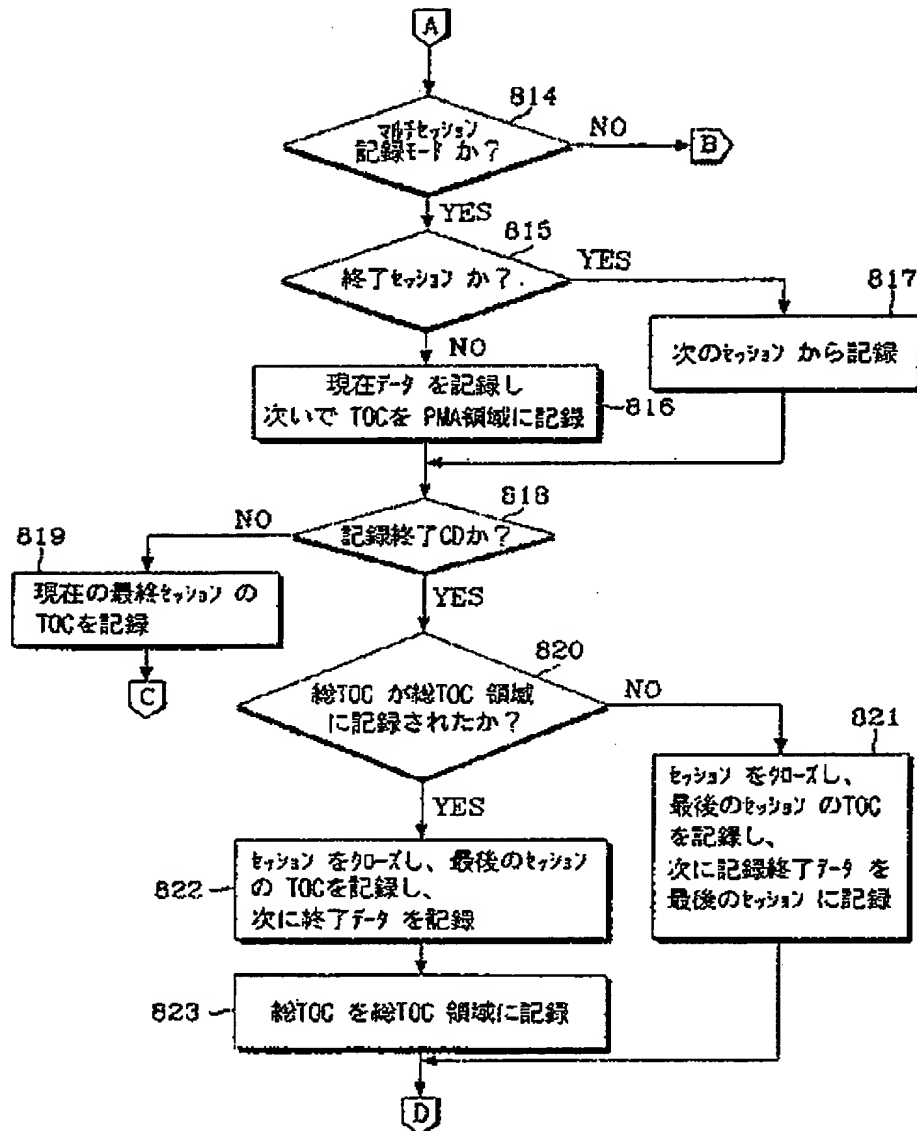 A
814
マルチセッション
記録モード か？
NO
B
YES
815
終了セッション か？.
YES
817
次のセッション から記録
NO
現在データ を記録し
次いで TOCを PMA領域に記録
816
818
記録終了CDか？
NO
819
現在の最終セッション の
TOCを記録
C
YES
820
総TOC が総TOC 領域
に記録されたか？
NO
821
セッション をクローズし、
最後のセッション のTOC
を記録し、
次に記録終了データ を
最後のセッション に記録
YES
セッション をクローズし、最後のセッション
の TOCを記録し、
次に終了データ を記録
822
823
総TOC を総TOC 領域に記録
D